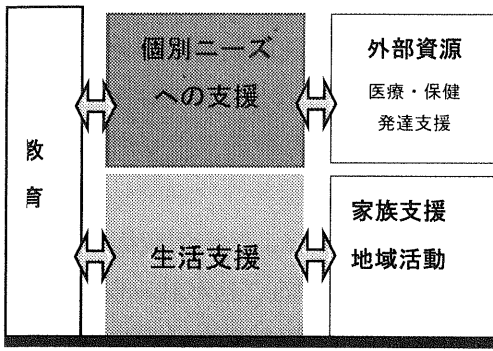 教
育
個別ニーズ
への支援
外部資源
医療・保健
発達支援
生活支援
家族支援
地域活動